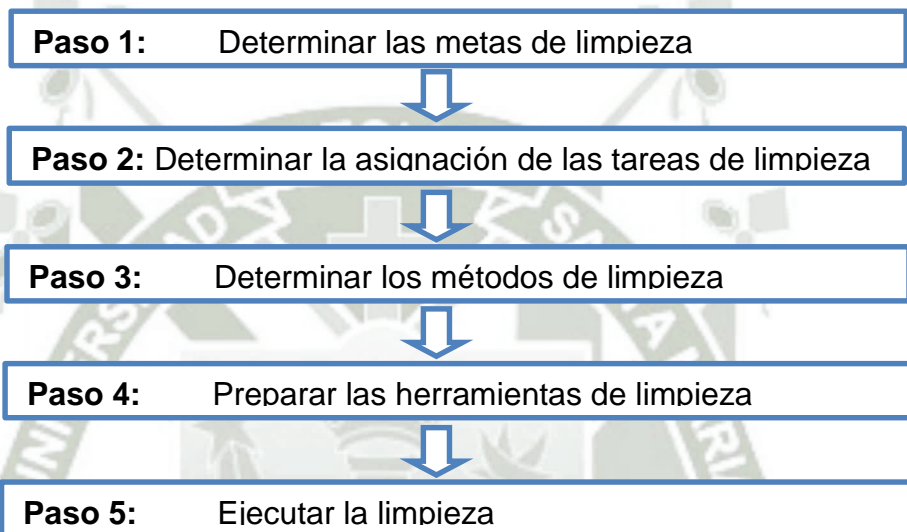 Paso 1: Determinar las metas de limpieza
Paso 2: Determinar la asignación de las tareas de limpieza
Paso 3: Determinar los métodos de limpieza
Paso 4: Preparar las herramientas de limpieza
Paso 5: Ejecutar la limpieza